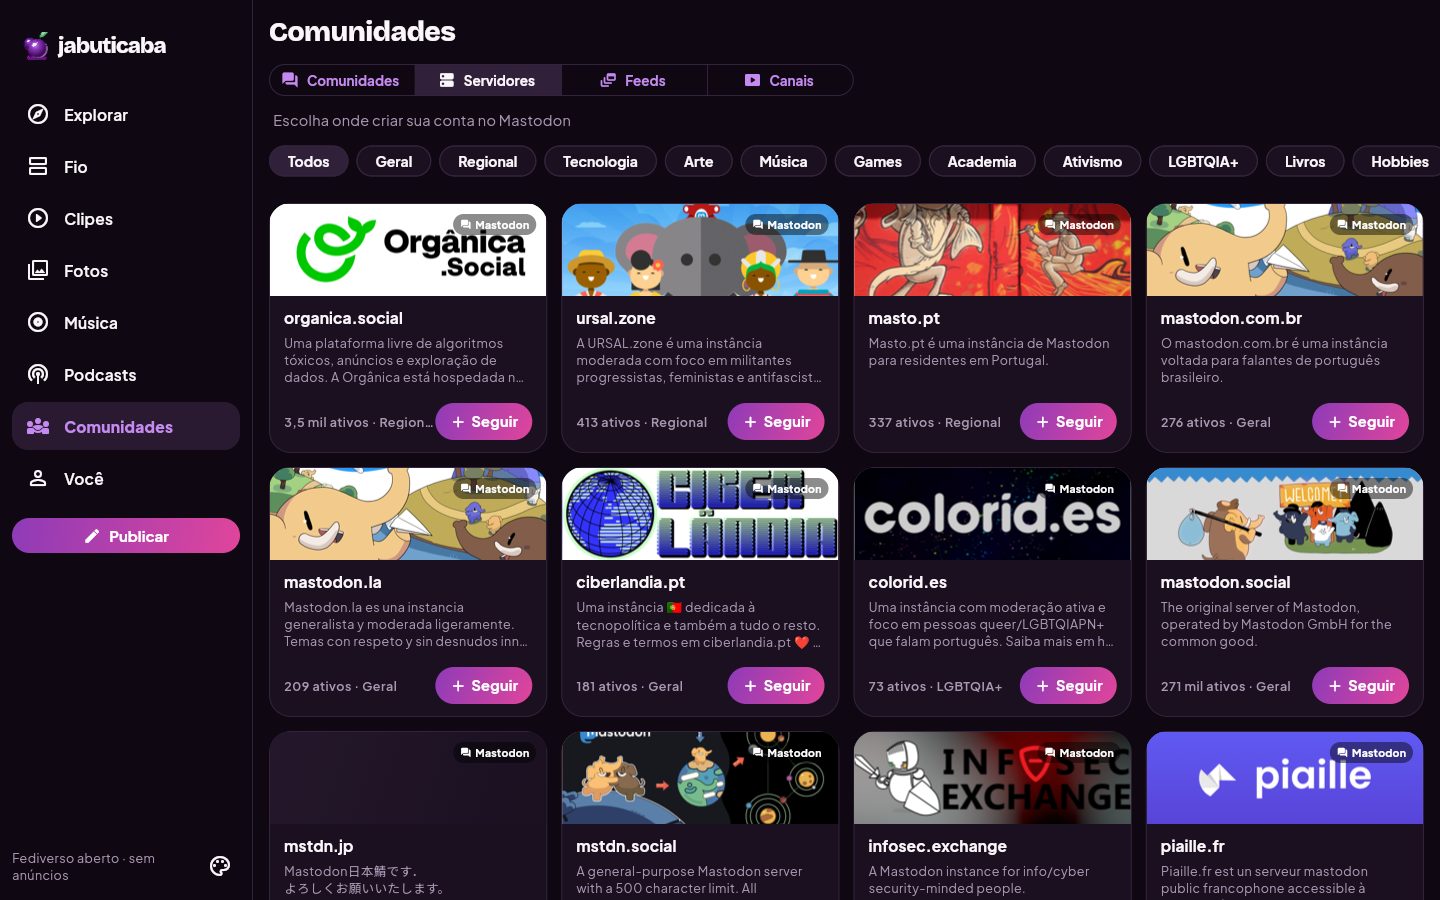 jabuticaba
Explorar
Fio
Clipes
Fotos
Música
Podcasts
Comunidades
Você
Publicar
Fediverso aberto · sem
anúncios
Comunidades
Comunidades
Servidores
Feeds
Canais
Escolha onde criar sua conta no Mastodon
Todos
Geral
Regional
Tecnologia
Arte
Música
Games
Academia
Ativismo
LGBTQIA+
Livros
Hobbies
Mastodon
Orgânica
.Social
organica.social
Uma plataforma livre de algoritmos
tóxicos, anúncios e exploração de
dados. A Orgânica está hospedada n…
3,5 mil ativos · Region…
Seguir
Mastodon
ursal.zone
A URSAL.zone é uma instância
moderada com foco em militantes
progressistas, feministas e antifascist…
413 ativos · Regional
Seguir
Mastodon
masto.pt
Masto.pt é uma instância de Mastodon
para residentes em Portugal.
337 ativos · Regional
Seguir
Mastodon
mastodon.com.br
O mastodon.com.br é uma instância
voltada para falantes de português
brasileiro.
276 ativos · Geral
Seguir
Mastodon
mastodon.la
Mastodon.la es una instancia
generalista y moderada ligeramente.
Temas con respeto y sin desnudos inn…
209 ativos · Geral
Seguir
Mastodon
CIBER
LÂNDIA
ciberlandia.pt
Uma instância 🇵🇹 dedicada à
tecnopolítica e também a tudo o resto.
Regras e termos em ciberlandia.pt ❤️ …
181 ativos · Geral
Seguir
Mastodon
colorid.es
colorid.es
Uma instância com moderação ativa e
foco em pessoas queer/LGBTQIAPN+
que falam português. Saiba mais em h…
73 ativos · LGBTQIA+
Seguir
Mastodon
WELCOME
mastodon.social
The original server of Mastodon,
operated by Mastodon GmbH for the
common good.
271 mil ativos · Geral
Seguir
Mastodon
mstdn.jp
Mastodon日本鯖です．
よろしくお願いいたします。
Mastodon
Mastodon
mstdn.social
A general-purpose Mastodon server
with a 500 character limit. All
Mastodon
INFOSEC
EXCHANGE
infosec.exchange
A Mastodon instance for info/cyber
security-minded people.
Mastodon
piaille
piaille.fr
Piaille.fr est un serveur mastodon
public francophone accessible à